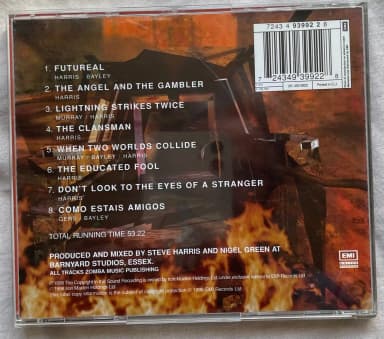 7243 4 93992 2 8
7 24349 39922 8
1. FUTUREAL
HARRIS / BAYLEY
2. THE ANGEL AND THE GAMBLER
HARRIS
3. LIGHTNING STRIKES TWICE
MURRAY / HARRIS
4. THE CLANSMAN
HARRIS
5. WHEN TWO WORLDS COLLIDE
MURRAY / BAYLEY / HARRIS
6. THE EDUCATED FOOL
HARRIS
7. DON'T LOOK TO THE EYES OF A STRANGER
HARRIS
8. COMO ESTAIS AMIGOS
GERS / BAYLEY
TOTAL RUNNING TIME 53:22
PRODUCED AND MIXED BY STEVE HARRIS AND NIGEL GREEN AT
BARNYARD STUDIOS, ESSEX.
ALL TRACKS ZOMBA MUSIC PUBLISHING
EMI